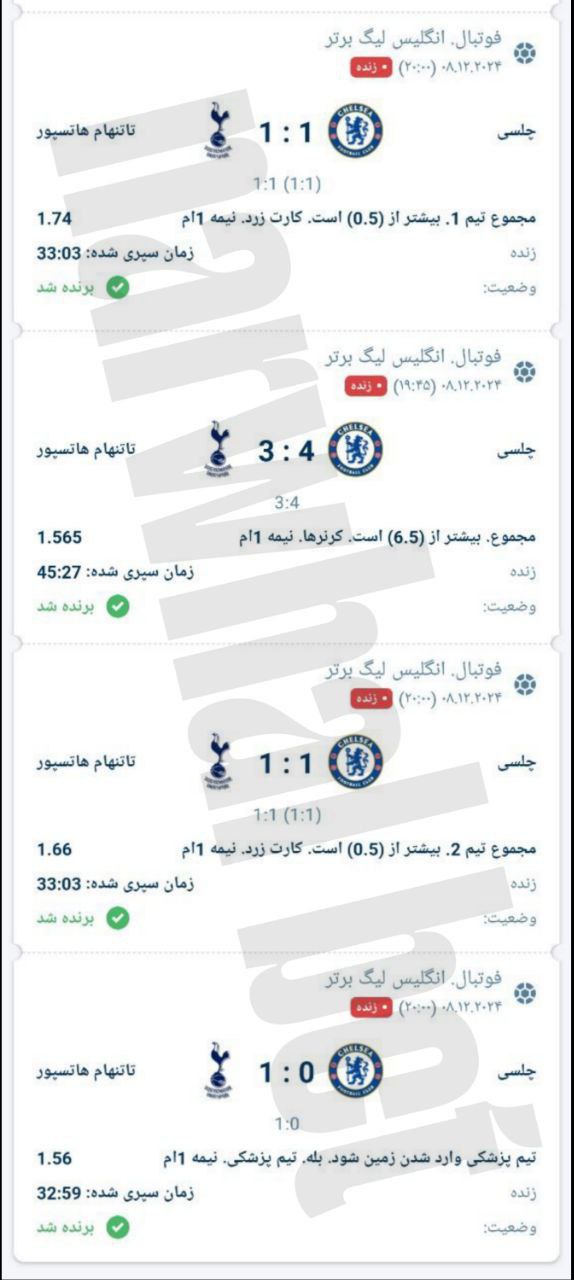 فوتبال. انگلیس لیگ برتر
۰۸.۱۲.۲۰۲۴ (۲۰:۰۰) • زنده
چلسی 1 : 1 تاتنهام هاتسپور
1:1 (1:1)
مجموع تیم 1. بیشتر از (0.5) است. کارت زرد. نیمه 1ام 1.74
زنده زمان سپری شده: 33:03
وضعیت: برنده شد
فوتبال. انگلیس لیگ برتر
۰۸.۱۲.۲۰۲۴ (۱۹:۴۵) • زنده
چلسی 3 : 4 تاتنهام هاتسپور
3:4
مجموع. بیشتر از (6.5) است. کرنرها. نیمه 1ام 1.565
زنده زمان سپری شده: 45:27
وضعیت: برنده شد
فوتبال. انگلیس لیگ برتر
۰۸.۱۲.۲۰۲۴ (۲۰:۰۰) • زنده
چلسی 1 : 1 تاتنهام هاتسپور
1:1 (1:1)
مجموع تیم 2. بیشتر از (0.5) است. کارت زرد. نیمه 1ام 1.66
زنده زمان سپری شده: 33:03
وضعیت: برنده شد
فوتبال. انگلیس لیگ برتر
۰۸.۱۲.۲۰۲۴ (۲۰:۰۰) • زنده
چلسی 1 : 0 تاتنهام هاتسپور
1:0
تیم پزشکی وارد شدن زمین شود. بله. تیم پزشکی. نیمه 1ام 1.56
زنده زمان سپری شده: 32:59
وضعیت: برنده شد
narwhal bet
CHELSEA
FOOTBALL CLUB